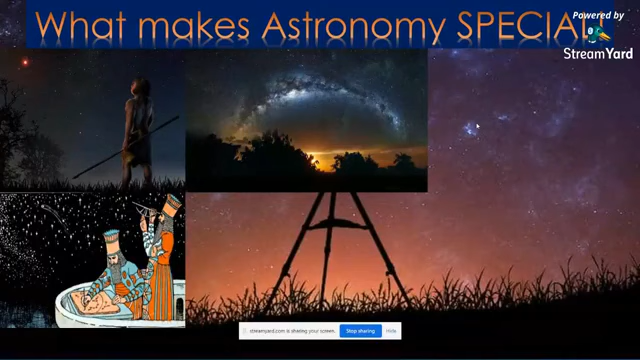 What makes Astronomy SPECIAL!
Powered by
StreamYard
streamyard.com is sharing your screen.
Stop sharing
Hide